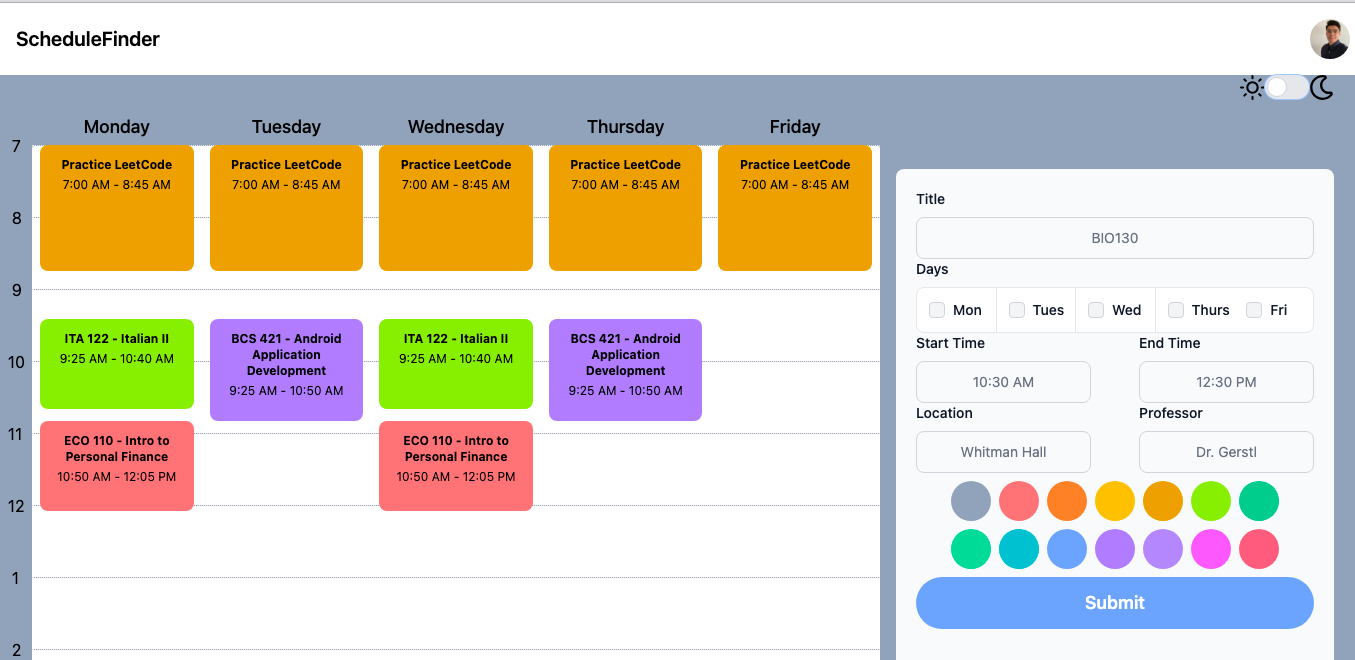 ScheduleFinder
Monday Tuesday Wednesday Thursday Friday
7
Practice LeetCode
7:00 AM - 8:45 AM
Practice LeetCode
7:00 AM - 8:45 AM
Practice LeetCode
7:00 AM - 8:45 AM
Practice LeetCode
7:00 AM - 8:45 AM
Practice LeetCode
7:00 AM - 8:45 AM
8
9
ITA 122 - Italian II
9:25 AM - 10:40 AM
BCS 421 - Android
Application
Development
9:25 AM - 10:50 AM
ITA 122 - Italian II
9:25 AM - 10:40 AM
BCS 421 - Android
Application
Development
9:25 AM - 10:50 AM
10
11
ECO 110 - Intro to
Personal Finance
10:50 AM - 12:05 PM
ECO 110 - Intro to
Personal Finance
10:50 AM - 12:05 PM
12
1
2
Title
BIO130
Days
Mon Tues Wed Thurs Fri
Start Time End Time
10:30 AM 12:30 PM
Location Professor
Whitman Hall Dr. Gerstl
Submit